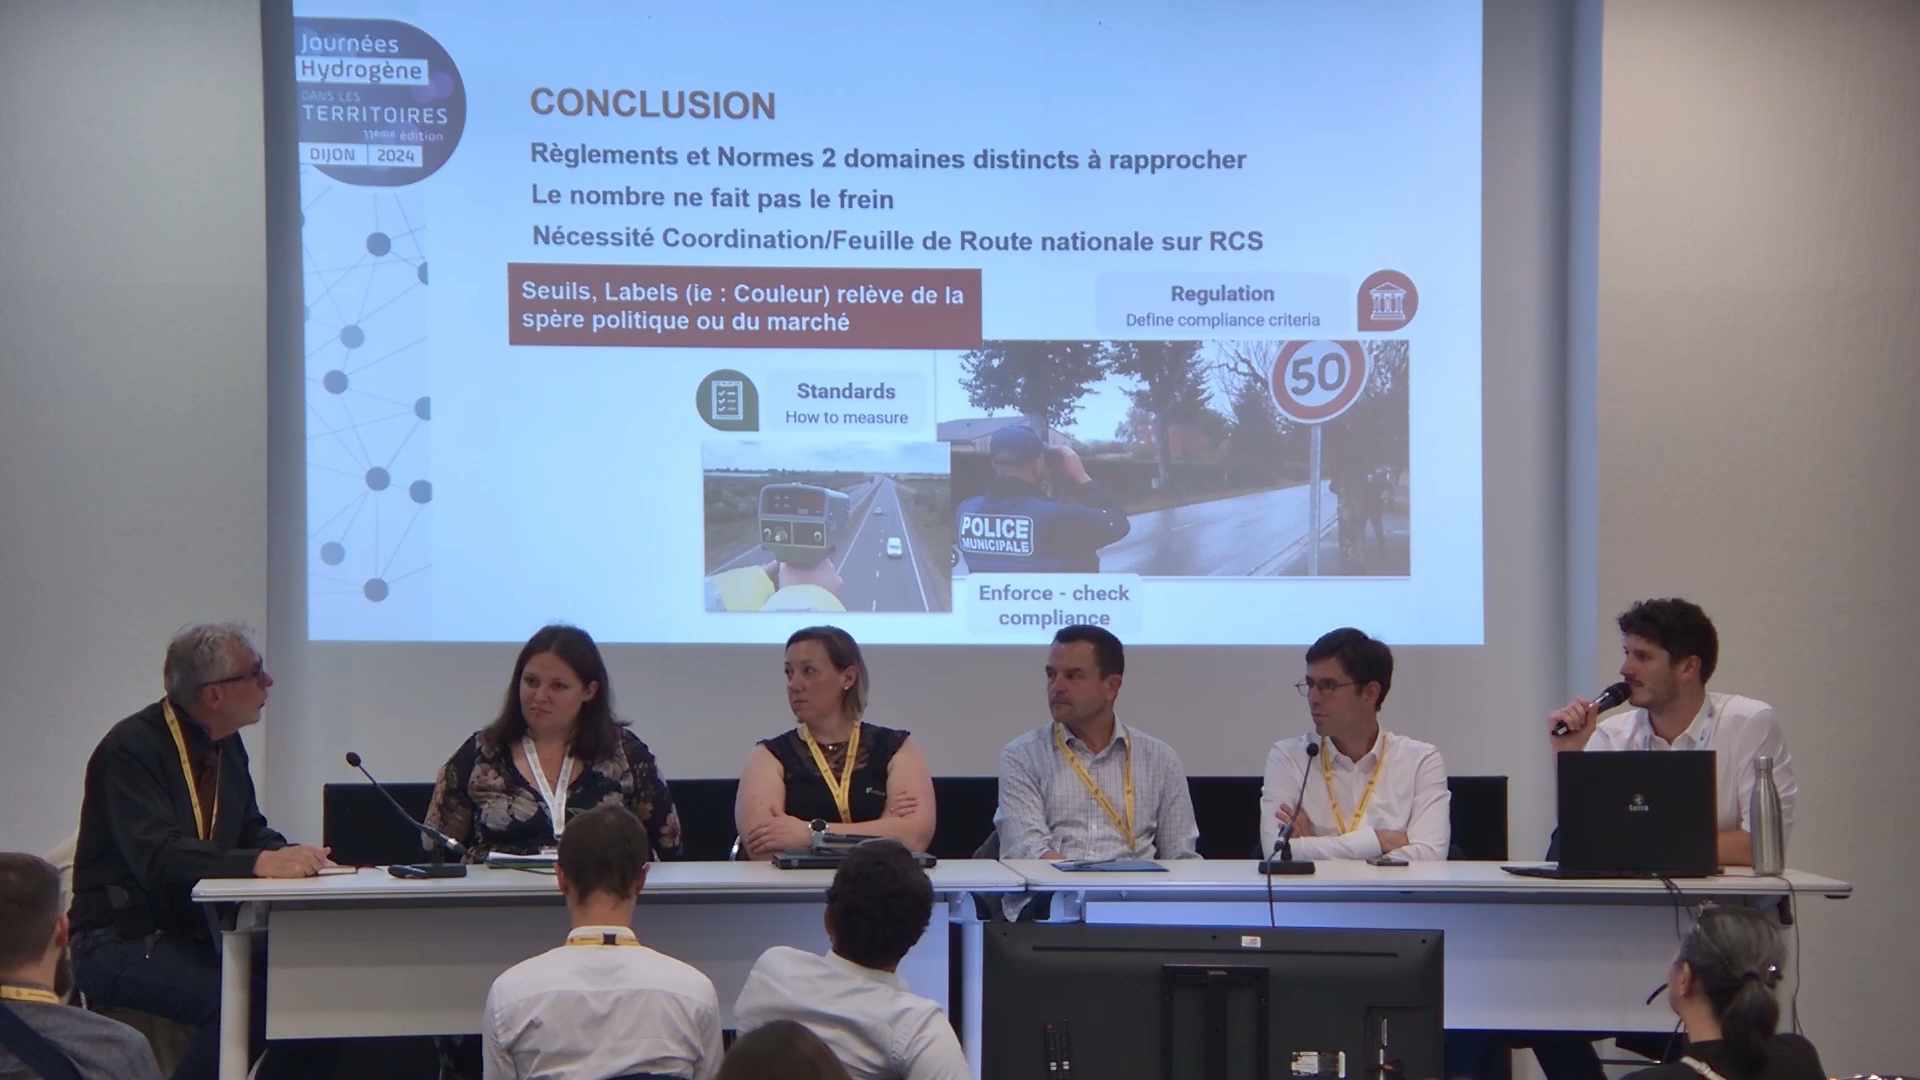 Journées
Hydrogène
DANS LES
TERRITOIRES
11ème édition
DIJON 2024
CONCLUSION
Règlements et Normes 2 domaines distincts à rapprocher
Le nombre ne fait pas le frein
Nécessité Coordination/Feuille de Route nationale sur RCS
Seuils, Labels (ie : Couleur) relève de la
spère politique ou du marché
Regulation
Define compliance criteria
Standards
How to measure
50
POLICE
MUNICIPALE
Enforce - check
compliance